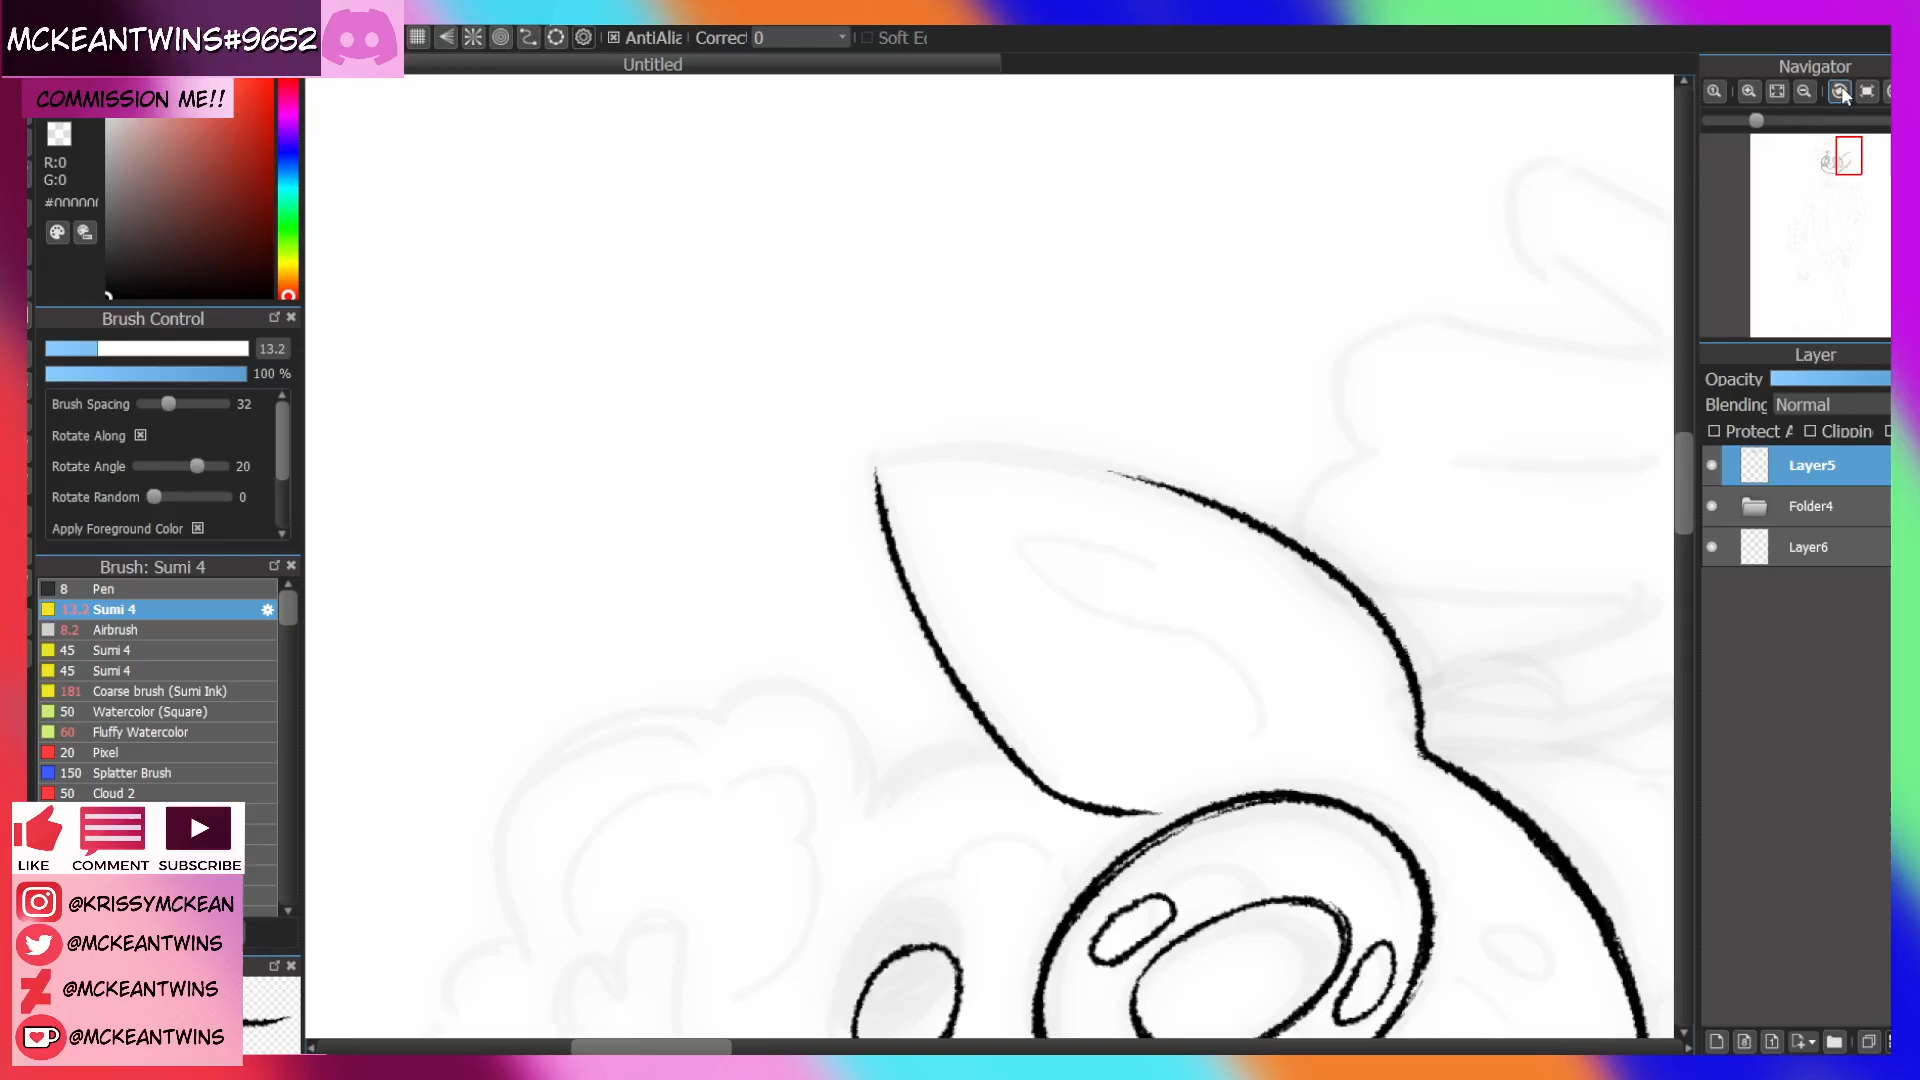 MCKEANTWINS#9652
COMMISSION ME!!
AntiAlia
Correct
0
Soft E
Untitled
Navigator
R:0
G:0
#000000
Brush Control
13.2
100 %
Brush Spacing
32
Rotate Along
Rotate Angle
20
Rotate Random
0
Apply Foreground Color
Brush: Sumi 4
8 Pen
13.2 Sumi 4
8.2 Airbrush
45 Sumi 4
45 Sumi 4
181 Coarse brush (Sumi Ink)
50 Watercolor (Square)
60 Fluffy Watercolor
20 Pixel
150 Splatter Brush
50 Cloud 2
LIKE
COMMENT
SUBSCRIBE
@KRISSYMCKEAN
@MCKEANTWINS
@MCKEANTWINS
@MCKEANTWINS
Layer
Opacity
Blending
Normal
Protect A
Clipping
Layer5
Folder4
Layer6